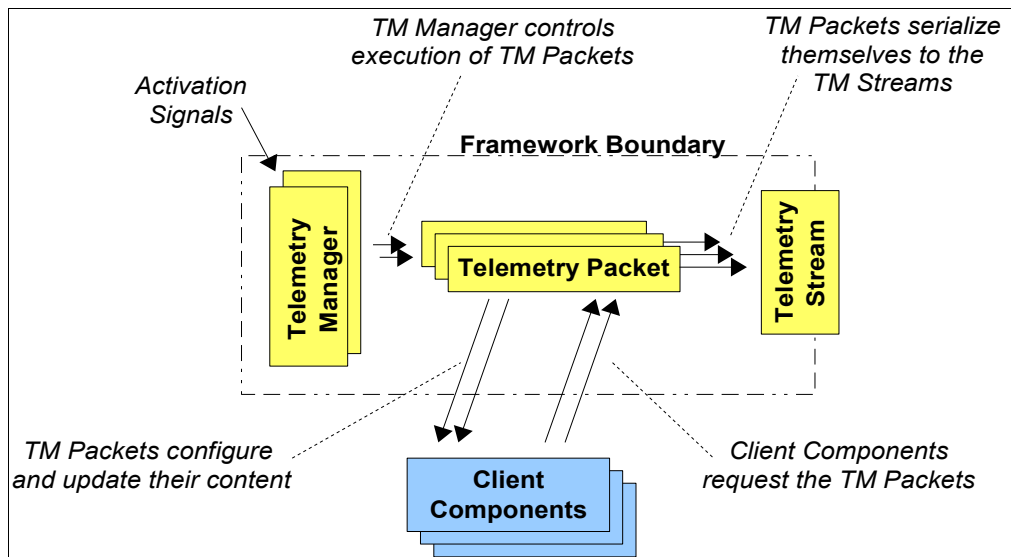 TM Manager controls
execution of TM Packets
TM Packets serialize
themselves to the
TM Streams
Activation
Signals
Framework Boundary
Telemetry
Manager
Telemetry Packet
Telemetry
Stream
TM Packets configure
and update their content
Client
Components
Client Components
request the TM Packets